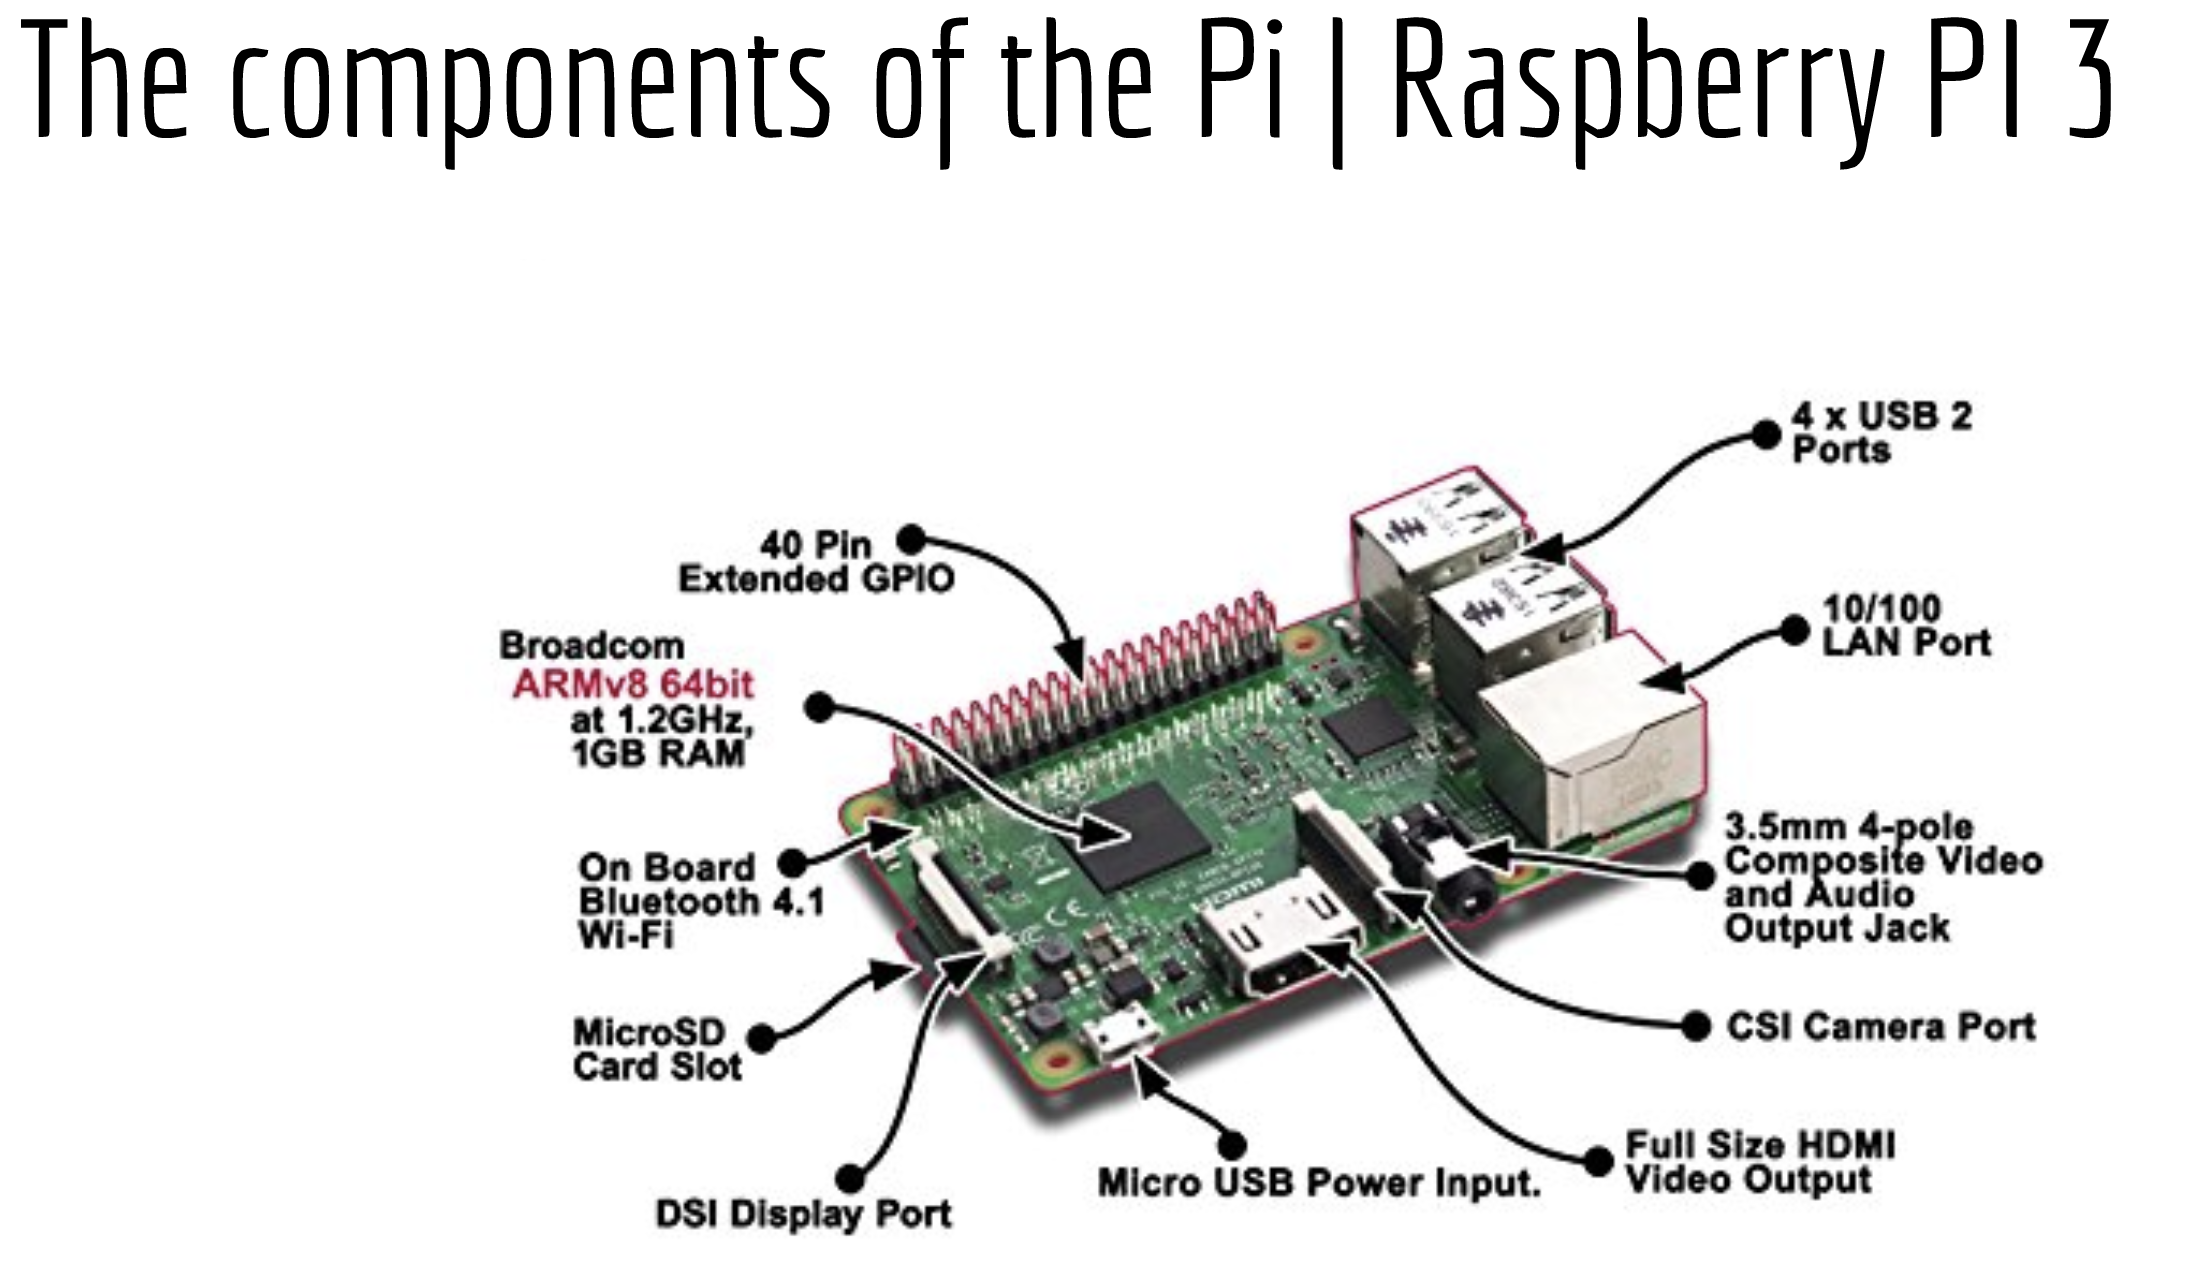 The components of the Pi | Raspberry PI 3
4 x USB 2
Ports
40 Pin
Extended GPIO
10/100
LAN Port
Broadcom
ARMv8 64bit
at 1.2GHz,
1GB RAM
3.5mm 4-pole
Composite Video
and Audio
Output Jack
On Board
Bluetooth 4.1
Wi-Fi
CSI Camera Port
MicroSD
Card Slot
Full Size HDMI
Video Output
Micro USB Power Input.
DSI Display Port